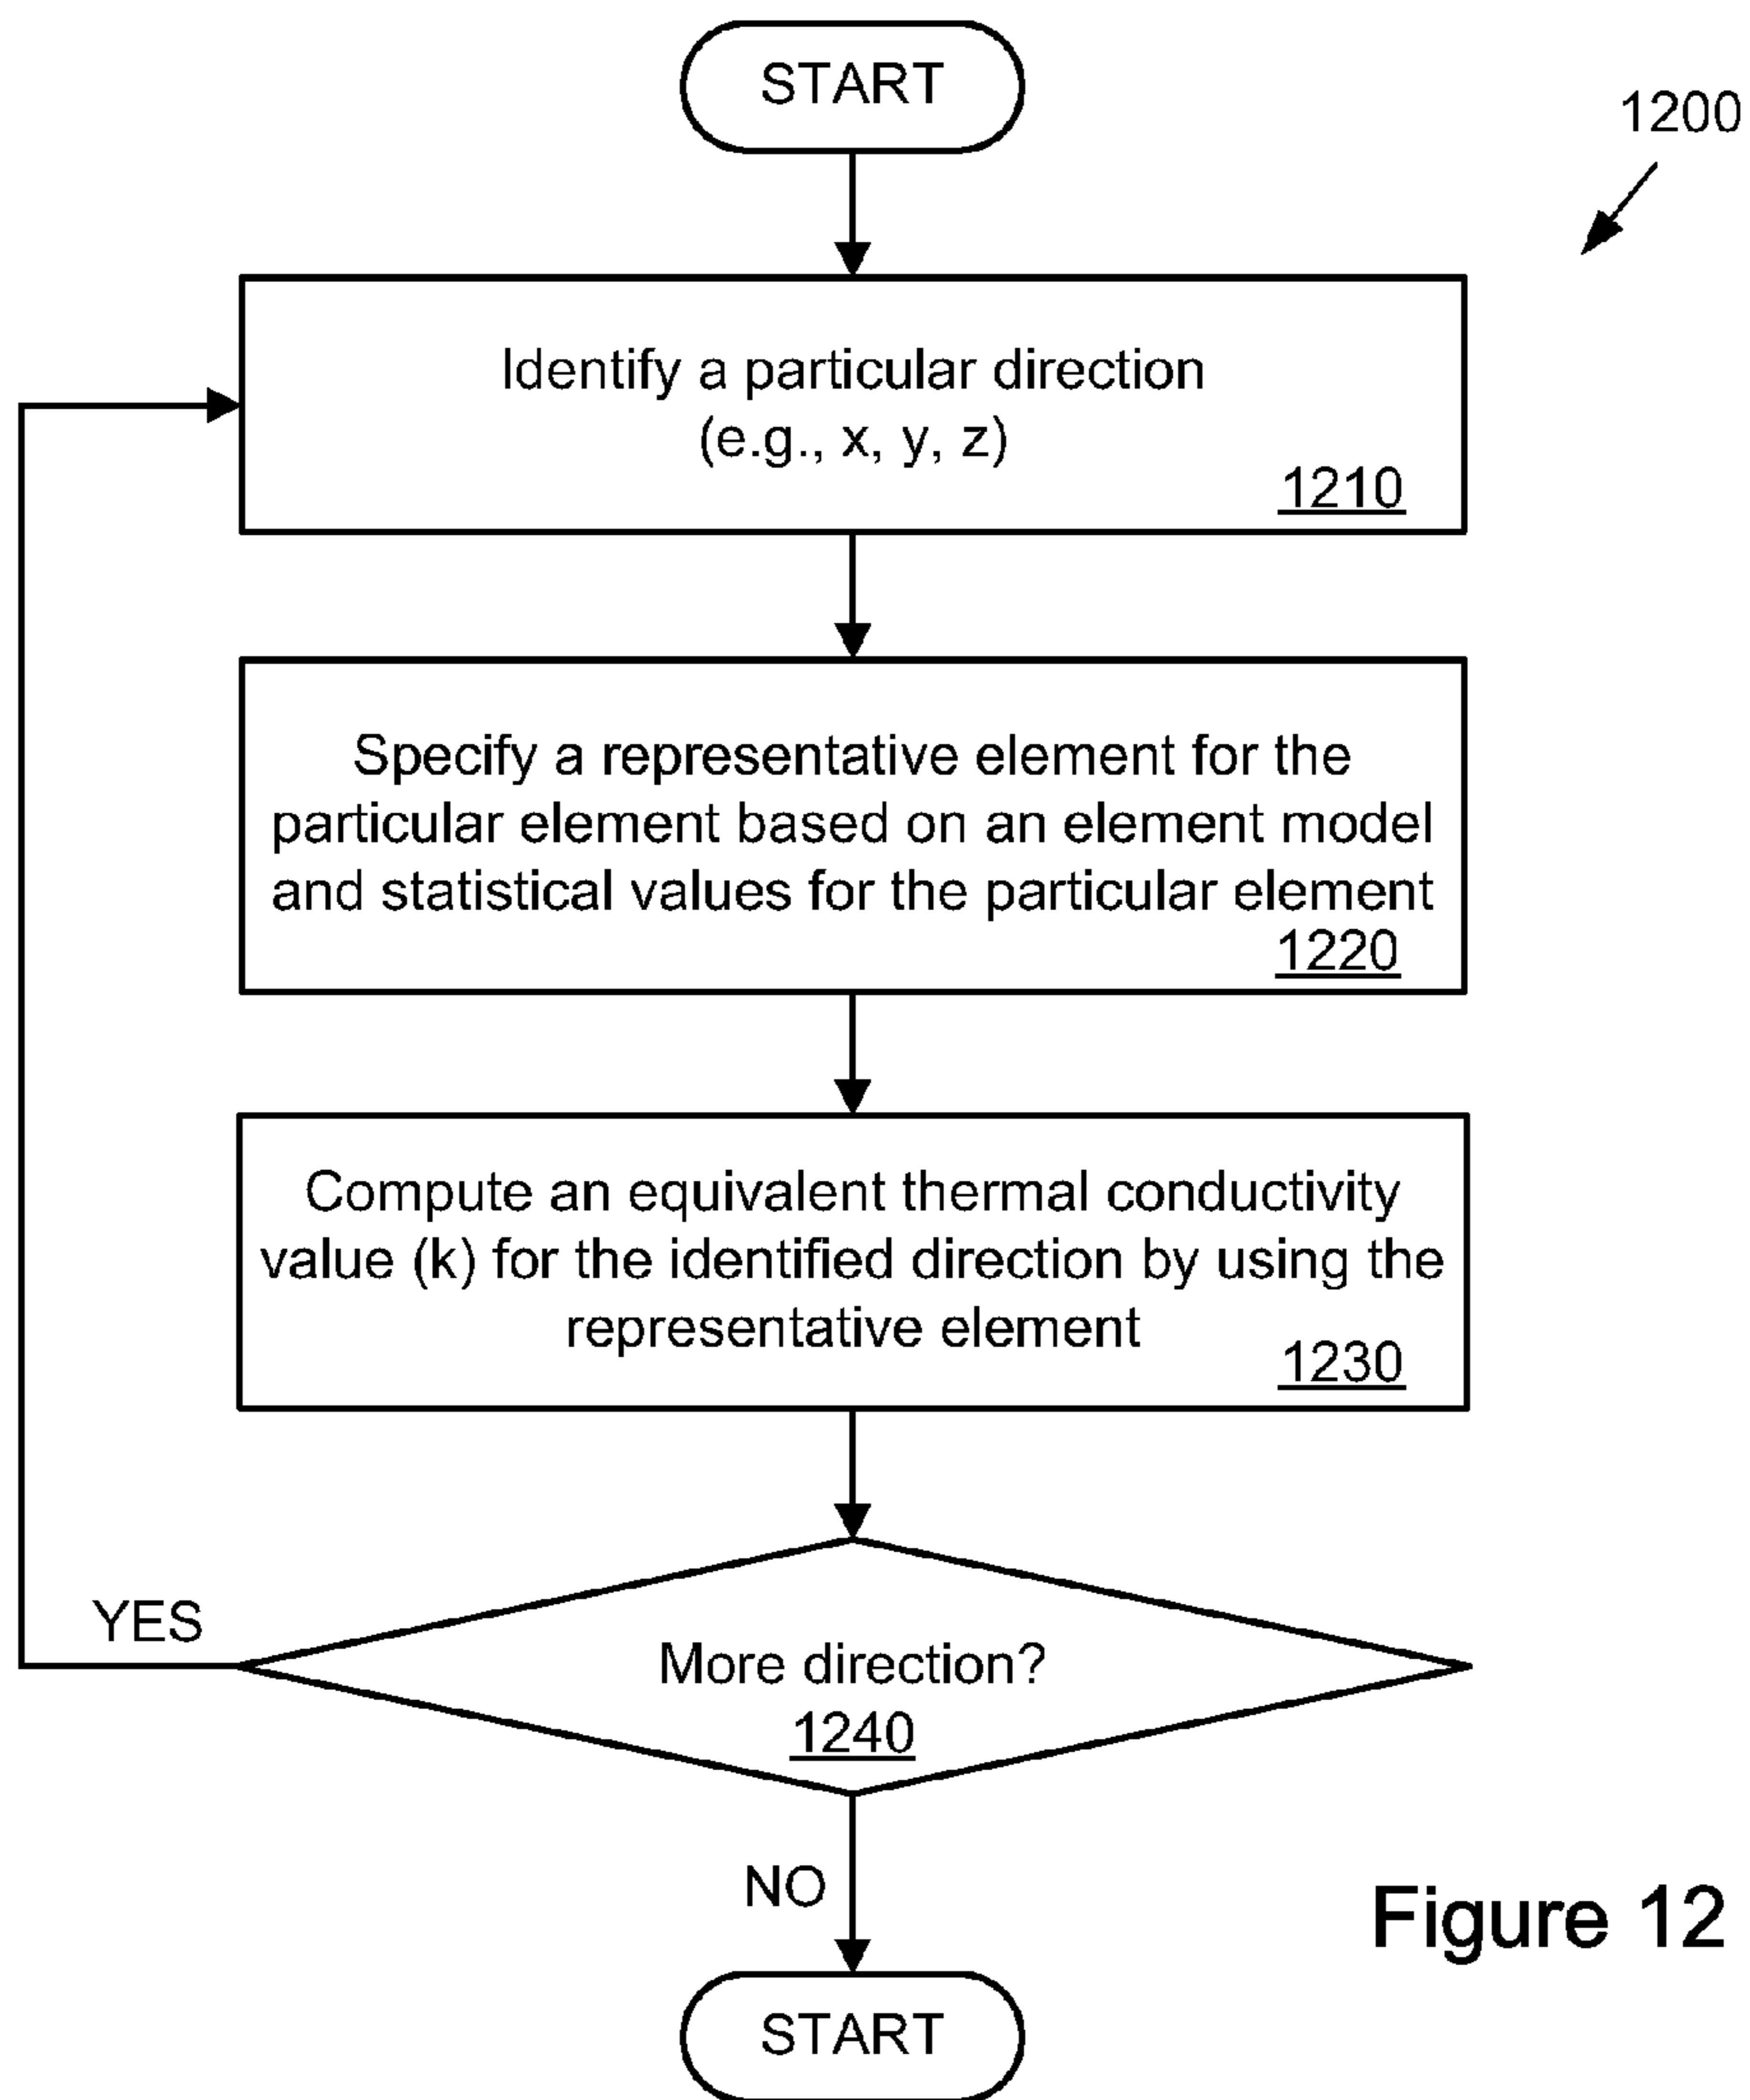 START
1200
Identify a particular direction
(e.g., x, y, z)
1210
Specify a representative element for the
particular element based on an element model
and statistical values for the particular element
1220
Compute an equivalent thermal conductivity
value (k) for the identified direction by using the
representative element
1230
YES
More direction?
1240
NO
Figure 12
START